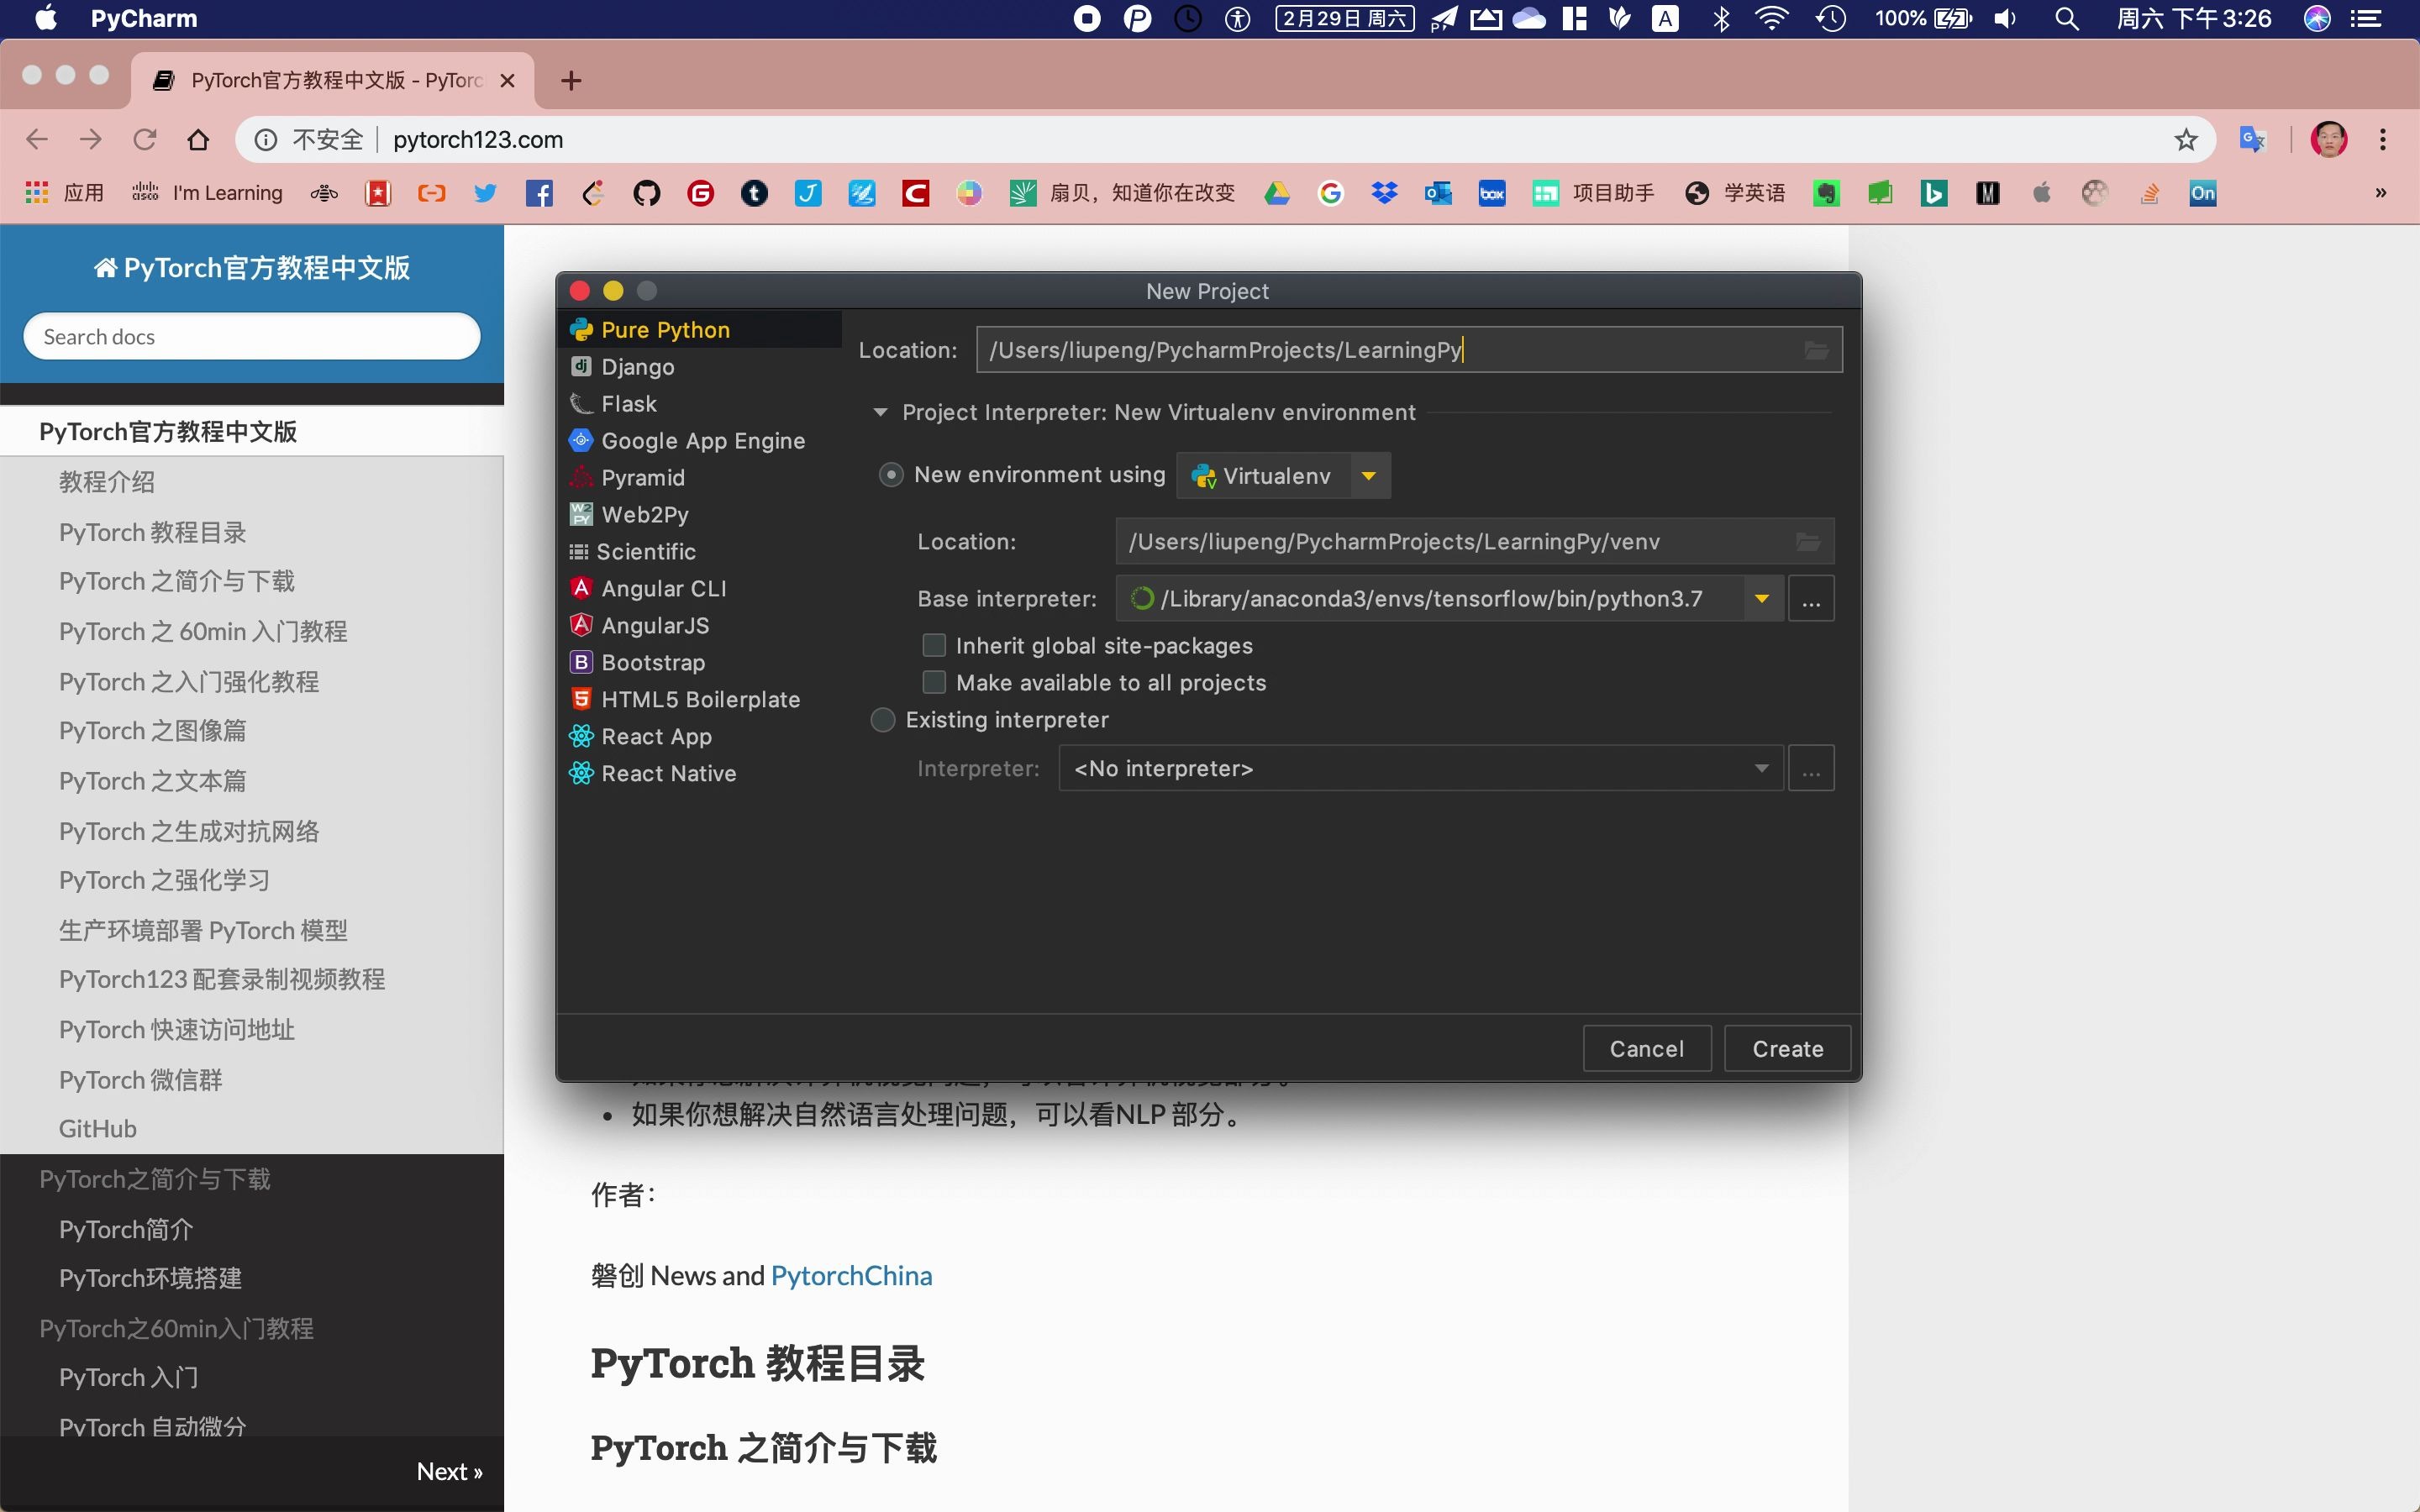 PyCharm
2月29日 周六
A
100%
周六 下午3:26
PyTorch官方教程中文版 - PyTorc
不安全
pytorch123.com
应用
I'm Learning
扇贝，知道你在改变
项目助手
学英语
On
PyTorch官方教程中文版
Search docs
PyTorch官方教程中文版
教程介绍
PyTorch 教程目录
PyTorch 之简介与下载
PyTorch 之 60min 入门教程
PyTorch 之入门强化教程
PyTorch 之图像篇
PyTorch 之文本篇
PyTorch 之生成对抗网络
PyTorch 之强化学习
生产环境部署 PyTorch 模型
PyTorch123 配套录制视频教程
PyTorch 快速访问地址
PyTorch 微信群
GitHub
PyTorch之简介与下载
PyTorch简介
PyTorch环境搭建
PyTorch之60min入门教程
PyTorch 入门
PyTorch 自动微分
Next »
New Project
Pure Python
Django
Flask
Google App Engine
Pyramid
Web2Py
Scientific
Angular CLI
AngularJS
Bootstrap
HTML5 Boilerplate
React App
React Native
Location: /Users/liupeng/PycharmProjects/LearningPy
Project Interpreter: New Virtualenv environment
New environment using Virtualenv
Location: /Users/liupeng/PycharmProjects/LearningPy/venv
Base interpreter: /Library/anaconda3/envs/tensorflow/bin/python3.7 ...
Inherit global site-packages
Make available to all projects
Existing interpreter
Interpreter: <No interpreter> ...
Cancel Create
• 如果你想解决自然语言处理问题，可以看NLP 部分。
作者：
磐创 News and PytorchChina
PyTorch 教程目录
PyTorch 之简介与下载